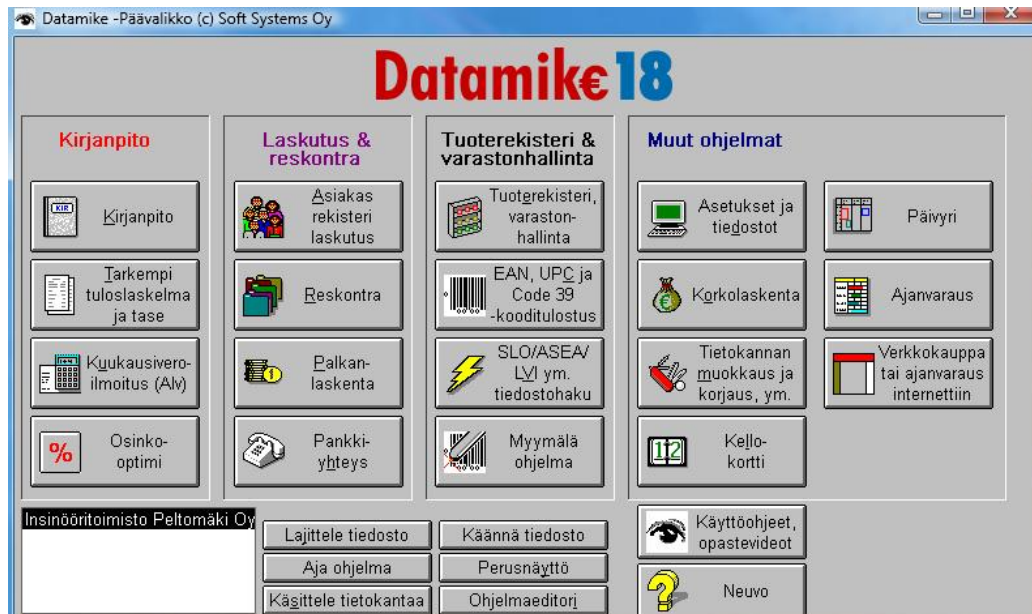 Datamike -Päävalikko (c) Soft Systems Oy
Datamik€18
Kirjanpito
KIR
Kirjanpito
Tarkempi
tuloslaskelma
ja tase
Kuukausivero-
ilmoitus (Alv)
%
Osinko-
optimi
Laskutus &
reskontra
Asiakas
rekisteri
laskutus
Reskontra
Palkan-
laskenta
Pankki-
yhteys
Tuoterekisteri &
varastonhallinta
Tuoterekisteri,
varaston-
hallinta
EAN, UPC ja
Code 39
-kooditulostus
SLO/ASEA/
LVI ym.
tiedostohaku
Myymälä
ohjelma
Muut ohjelmat
Asetukset ja
tiedostot
Korkolaskenta
Tietokannan
muokkaus ja
korjaus, ym.
12
Kello-
kortti
Päivyri
Ajanvaraus
Verkkokauppa
tai ajanvaraus
internettiin
Insinööritoimisto Peltomäki Oy
Lajittele tiedosto
Aja ohjelma
Käsittele tietokantaa
Käännä tiedosto
Perusnäyttö
Ohjelmaeditori
Käyttöohjeet,
opastevideot
Neuvo